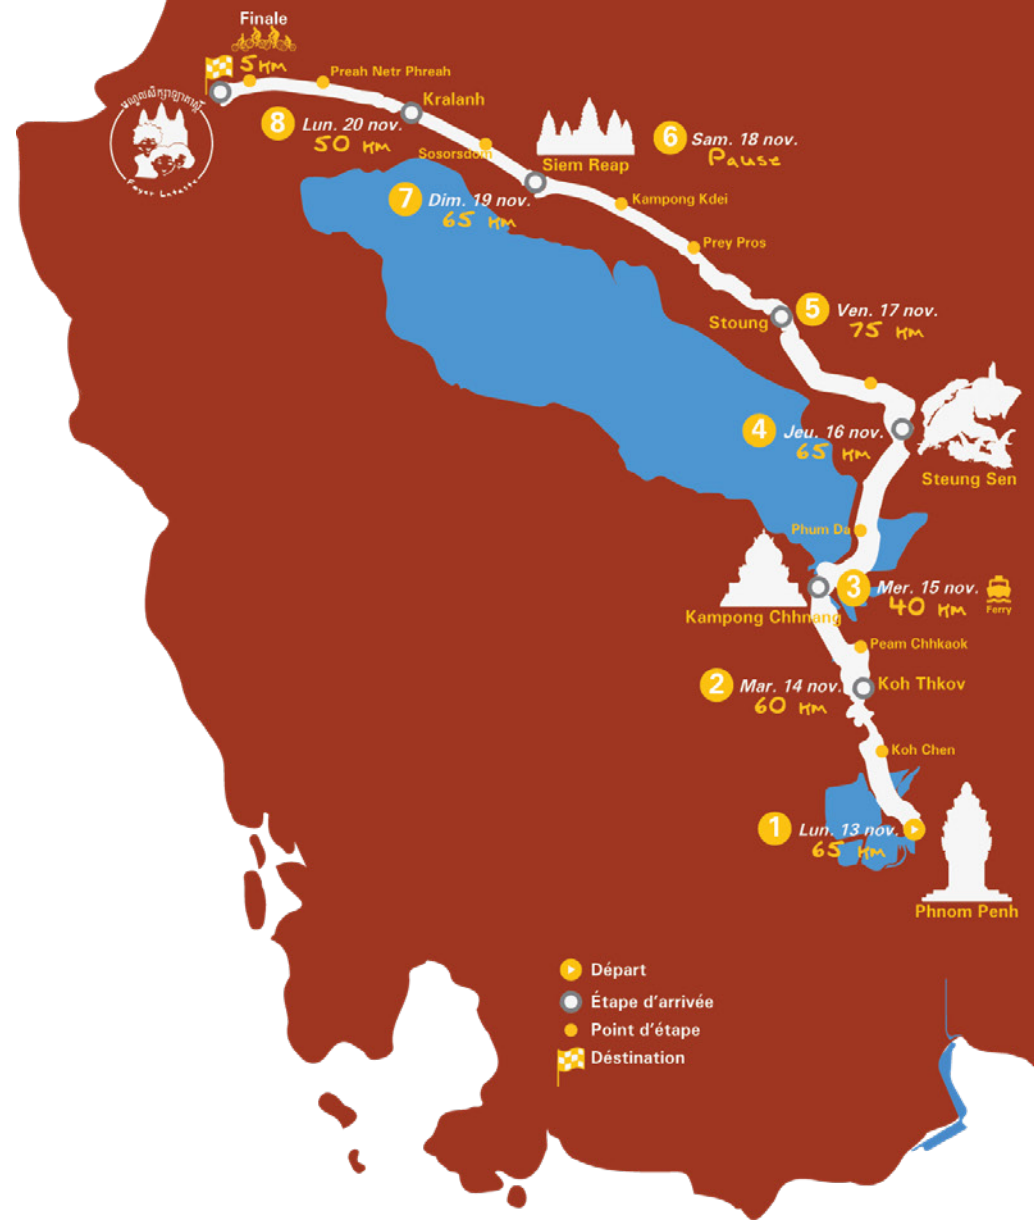 Finale
5 KM
Preah Netr Phreah
Kralanh
8 Lun. 20 nov.
50 KM
Sosorsdom
Siem Reap
6 Sam. 18 nov.
Pause
7 Dim. 19 nov.
65 KM
Kampong Kdei
Prey Pros
Stoung
5 Ven. 17 nov.
75 KM
4 Jeu. 16 nov.
65 KM
Steung Sen
Phum Da
3 Mer. 15 nov.
40 KM
Ferry
Kampong Chhnang
Peam Chhkaok
2 Mar. 14 nov.
60 KM
Koh Thkov
Koh Chen
1 Lun. 13 nov.
65 KM
Phnom Penh
Départ
Étape d'arrivée
Point d'étape
Déstination